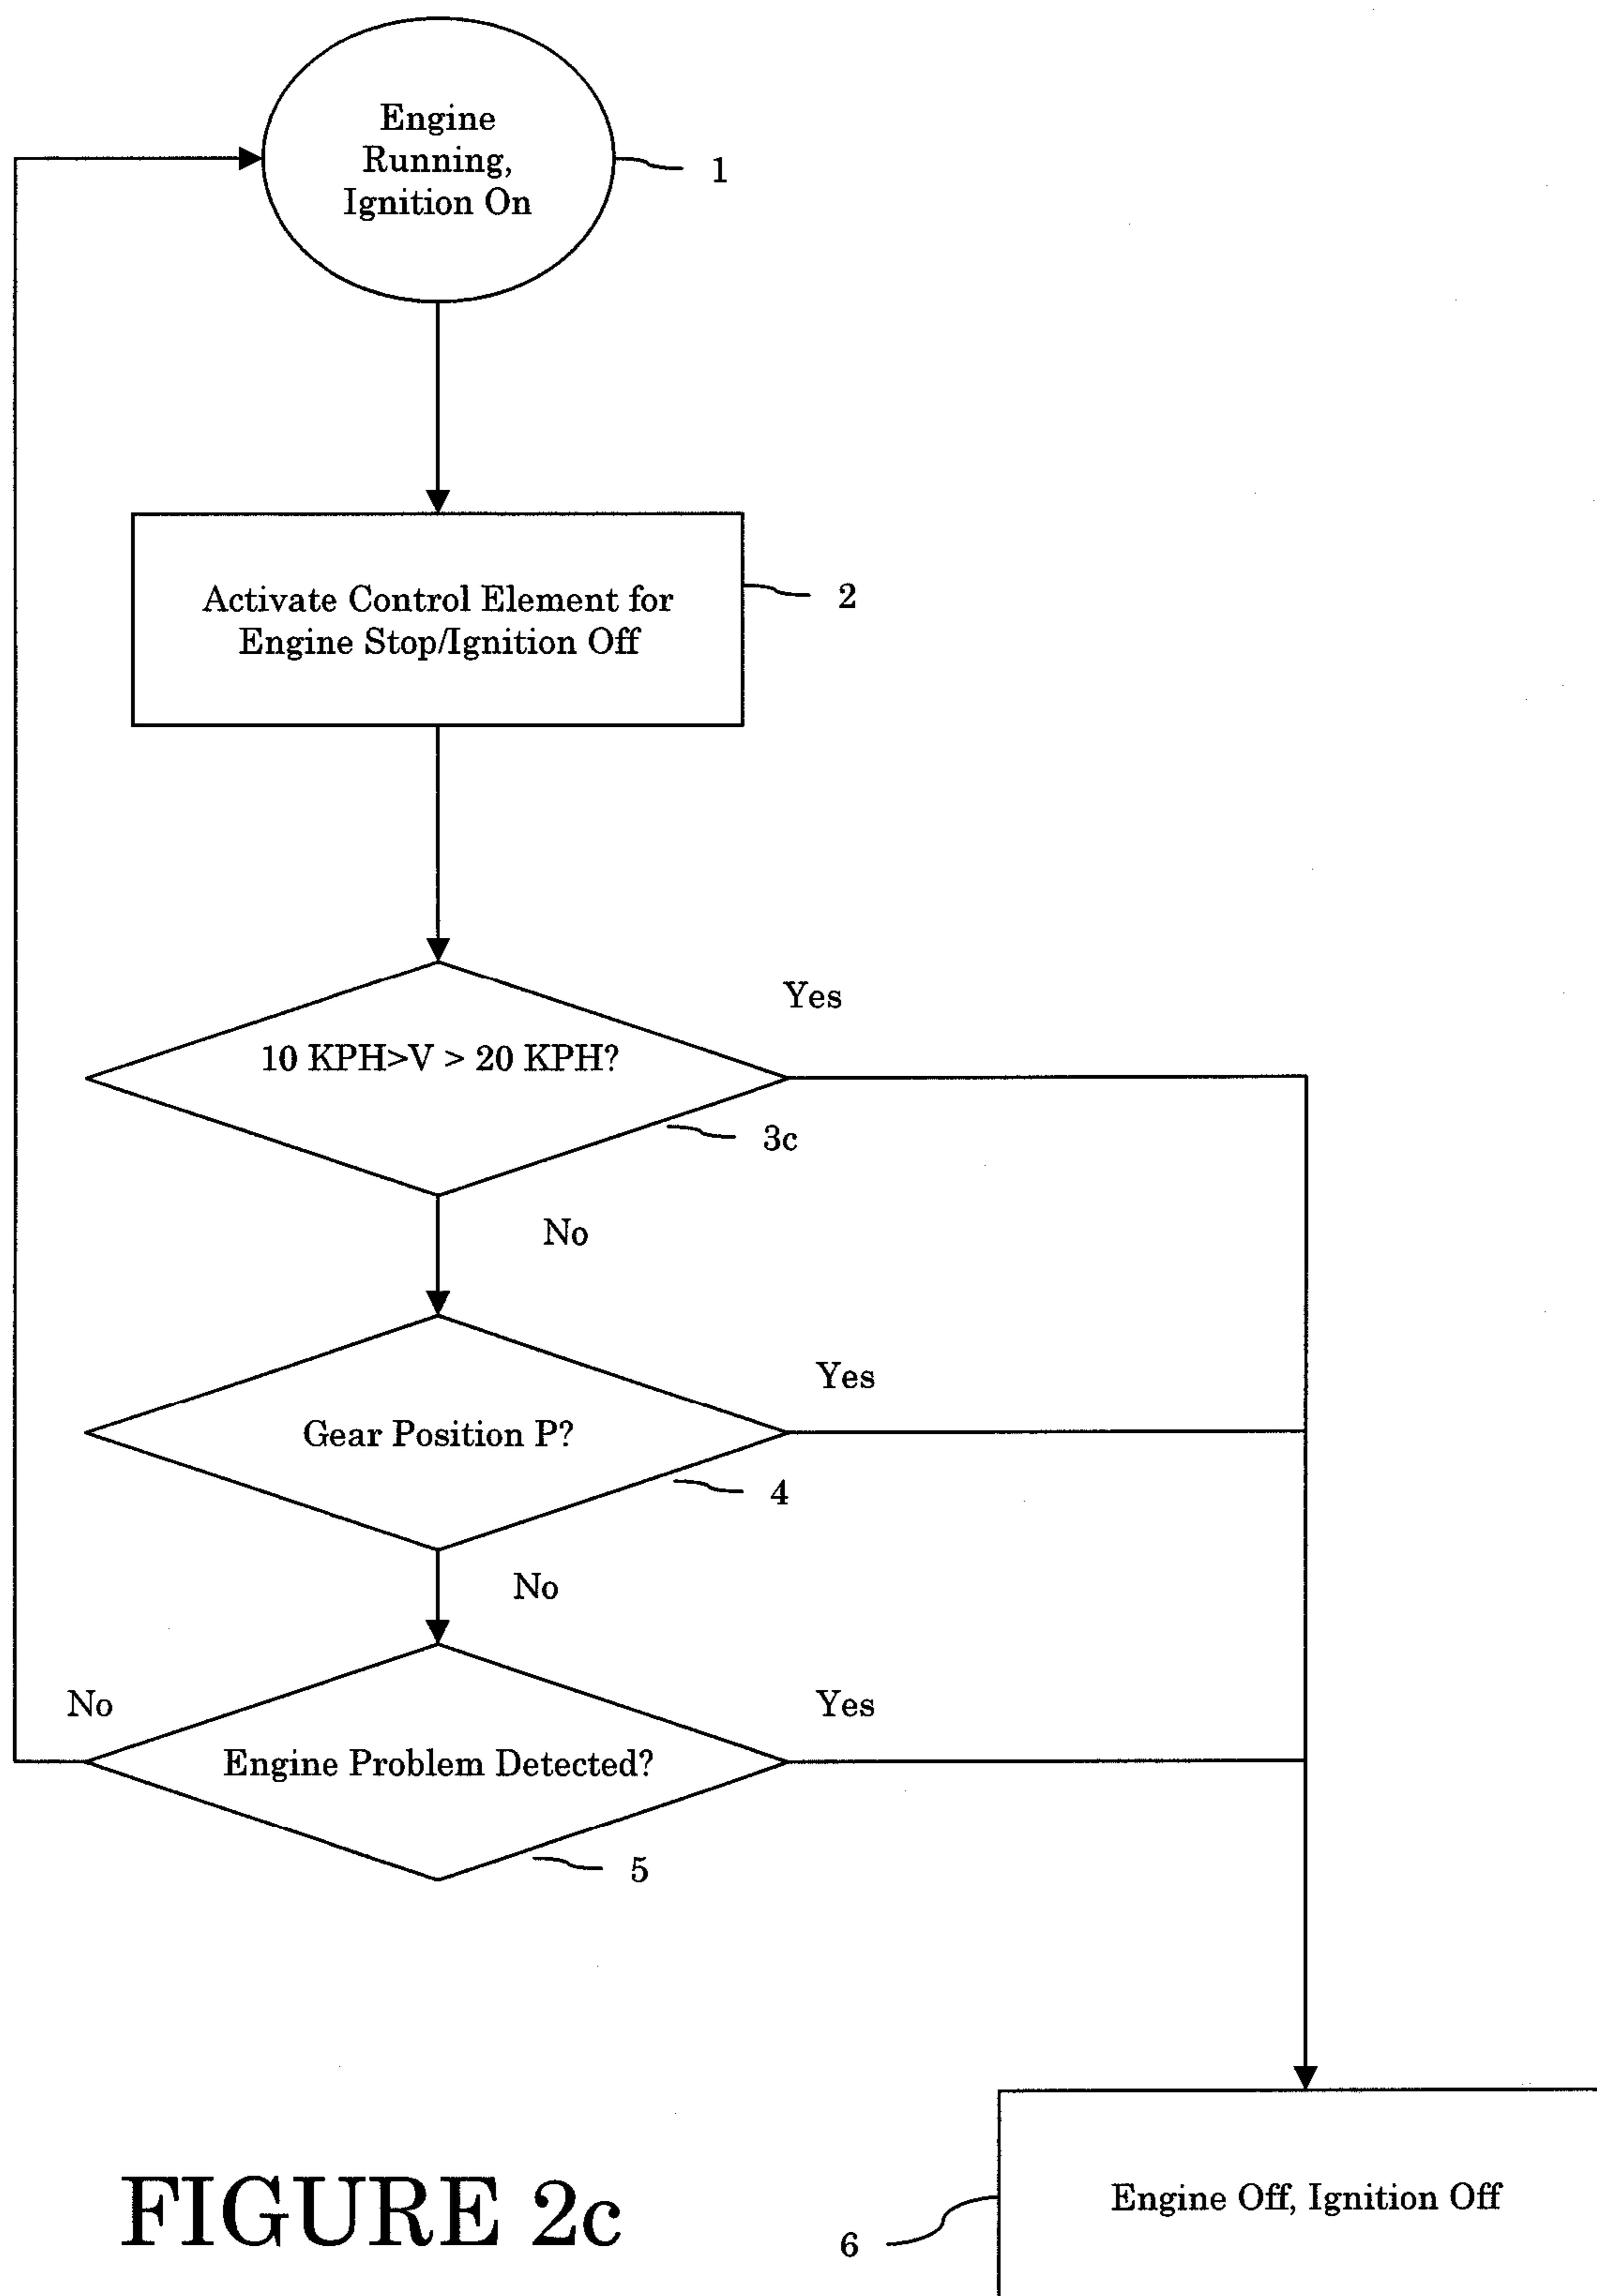 Engine
Running,
Ignition On
1
Activate Control Element for
Engine Stop/Ignition Off
2
Yes
10 KPH>V > 20 KPH?
3c
No
Yes
Gear Position P?
4
No
No
Yes
Engine Problem Detected?
5
Engine Off, Ignition Off
6
FIGURE 2c